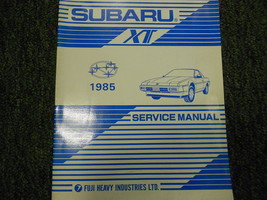 SUBARU
XT
1985
SERVICE MANUAL
FUJI HEAVY INDUSTRIES LTD.